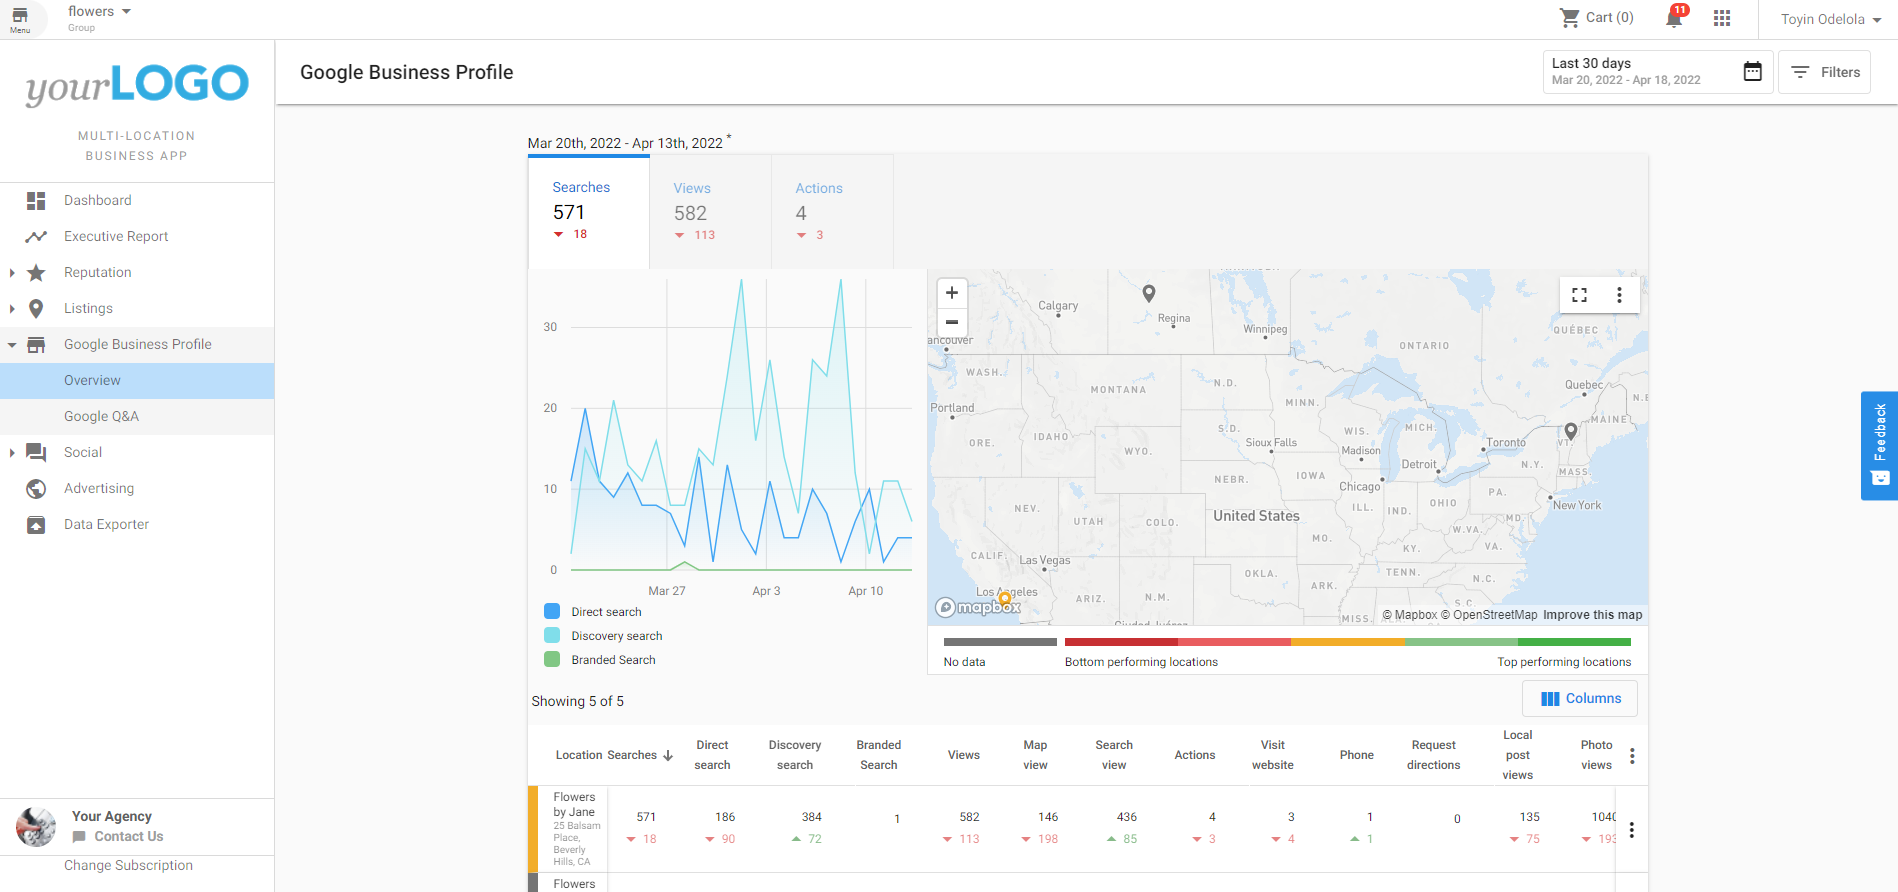 Menu
flowers
Group
Cart (0)
11
Toyin Odelola
yourLOGO
MULTI-LOCATION
BUSINESS APP
Dashboard
Executive Report
Reputation
Listings
Google Business Profile
Overview
Google Q&A
Social
Advertising
Data Exporter
Your Agency
Contact Us
Change Subscription
Google Business Profile
Last 30 days
Mar 20, 2022 - Apr 18, 2022
Filters
Mar 20th, 2022 - Apr 13th, 2022 *
Searches
571
18
Views
582
113
Actions
4
3
30
20
10
0
Mar 27
Apr 3
Apr 10
Direct search
Discovery search
Branded Search
+
−
Calgary
Regina
Winnipeg
ancouver
ONTARIO
QUÉBEC
WASH.
MONTANA
N.D.
MINN.
Quebec
N.B
Portland
MAINE
ORE.
IDAHO
S.D.
WIS.
MICH.
Toronto
VT.
Sioux Falls
WYO.
Madison
Detroit
N.Y.
MASS.
NEBR.
IOWA
Chicago
PA.
New York
NEV.
UTAH
COLO.
United States
ILL.
IND.
OHIO
MD.
W.VA.
MO.
VA.
KY.
CALIF.
Las Vegas
OKLA.
TENN.
N.C.
ARK.
Los Angeles
ARIZ.
N.M.
S.C.
MISS.
ALA.
Ciudad Juárez
mapbox
© Mapbox © OpenStreetMap Improve this map
No data
Bottom performing locations
Top performing locations
Feedback
Showing 5 of 5
Columns
Location Searches Direct search Discovery search Branded Search Views Map view Search view Actions Visit website Phone Request directions Local post views Photo views
Flowers
by Jane
25 Balsam
Place,
Beverly
Hills, CA
571 186 384 1 582 146 436 4 3 1 0 135 1040
18 90 72 113 198 85 3 4 1 75 193
Flowers